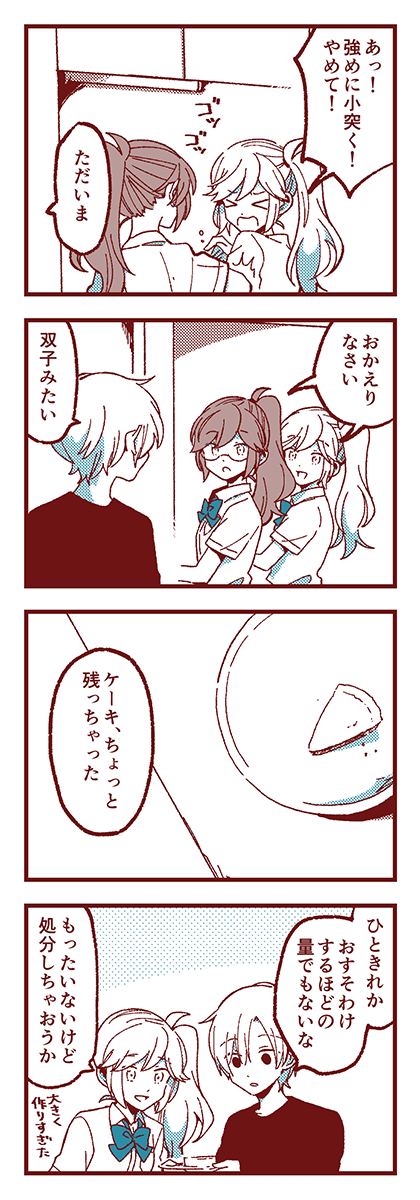 あっ！
強めに小突く！
やめて！
ゴッ
ゴッ
ただいま
おかえり
なさい
双子みたい
ケーキ、ちょっと
残っちゃった
ひときれか
おすそわけ
するほどの
量でもないな
もったいないけど
処分しちゃおうか
大きく
作りすぎた